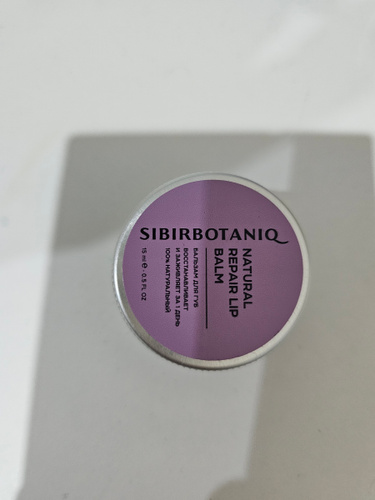 SIBIRBOTANIQ
NATURAL
REPAIR LIP
BALM
БАЛЬЗАМ ДЛЯ ГУБ
ВОССТАНАВЛИВАЕТ
И ЗАЖИВЛЯЕТ ЗА 1 ДЕНЬ
100% НАТУРАЛЬНЫЙ
15 ml ℮ - 0.5 FL OZ